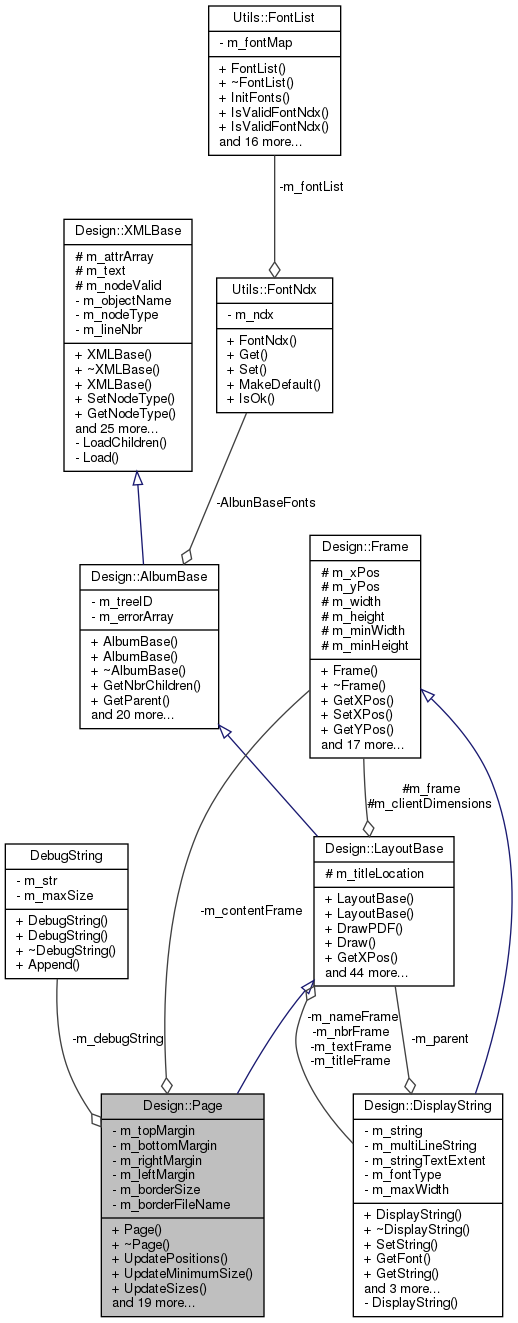 Utils::FontList
- m_fontMap
+ FontList()
+ ~FontList()
+ InitFonts()
+ IsValidFontNdx()
+ IsValidFontNdx()
and 16 more...
-m_fontList
Design::XMLBase
# m_attrArray
# m_text
# m_nodeValid
- m_objectName
- m_nodeType
- m_lineNbr
+ XMLBase()
+ ~XMLBase()
+ XMLBase()
+ SetNodeType()
+ GetNodeType()
and 25 more...
- LoadChildren()
- Load()
Utils::FontNdx
- m_ndx
+ FontNdx()
+ Get()
+ Set()
+ MakeDefault()
+ IsOk()
-AlbunBaseFonts
Design::AlbumBase
- m_treeID
- m_errorArray
+ AlbumBase()
+ AlbumBase()
+ ~AlbumBase()
+ GetNbrChildren()
+ GetParent()
and 20 more...
Design::Frame
# m_xPos
# m_yPos
# m_width
# m_height
# m_minWidth
# m_minHeight
+ Frame()
+ ~Frame()
+ GetXPos()
+ SetXPos()
+ GetYPos()
and 17 more...
#m_frame
#m_clientDimensions
DebugString
- m_str
- m_maxSize
+ DebugString()
+ DebugString()
+ ~DebugString()
+ Append()
Design::LayoutBase
# m_titleLocation
+ LayoutBase()
+ LayoutBase()
+ DrawPDF()
+ Draw()
+ GetXPos()
and 44 more...
-m_contentFrame
-m_debugString
-m_nameFrame
-m_nbrFrame
-m_textFrame
-m_titleFrame
-m_parent
Design::Page
- m_topMargin
- m_bottomMargin
- m_rightMargin
- m_leftMargin
- m_borderSize
- m_borderFileName
+ Page()
+ ~Page()
+ UpdatePositions()
+ UpdateMinimumSize()
+ UpdateSizes()
and 19 more...
Design::DisplayString
- m_string
- m_multiLineString
- m_stringTextExtent
- m_fontType
- m_maxWidth
+ DisplayString()
+ ~DisplayString()
+ SetString()
+ GetFont()
+ GetString()
and 3 more...
- DisplayString()